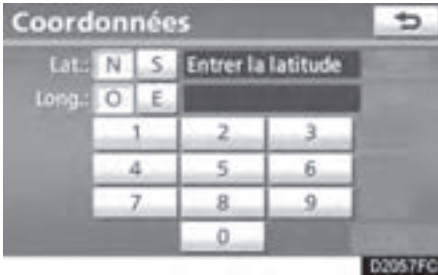 Coordonnées
Lat.: N S Entrer la latitude
Long.: O E
1 2 3
4 5 6
7 8 9
0
D2057FC